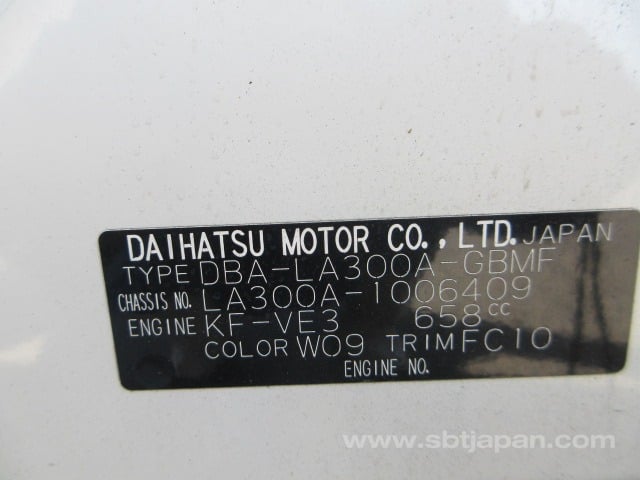 DAIHATSU MOTOR CO., LTD. JAPAN
TYPE DBA-LA300A-GBMF
CHASSIS NO. LA300A-1006409
ENGINE KF-VE3 658cc
COLOR W09 TRIM FC10
ENGINE NO.
www.sbtjapan.com